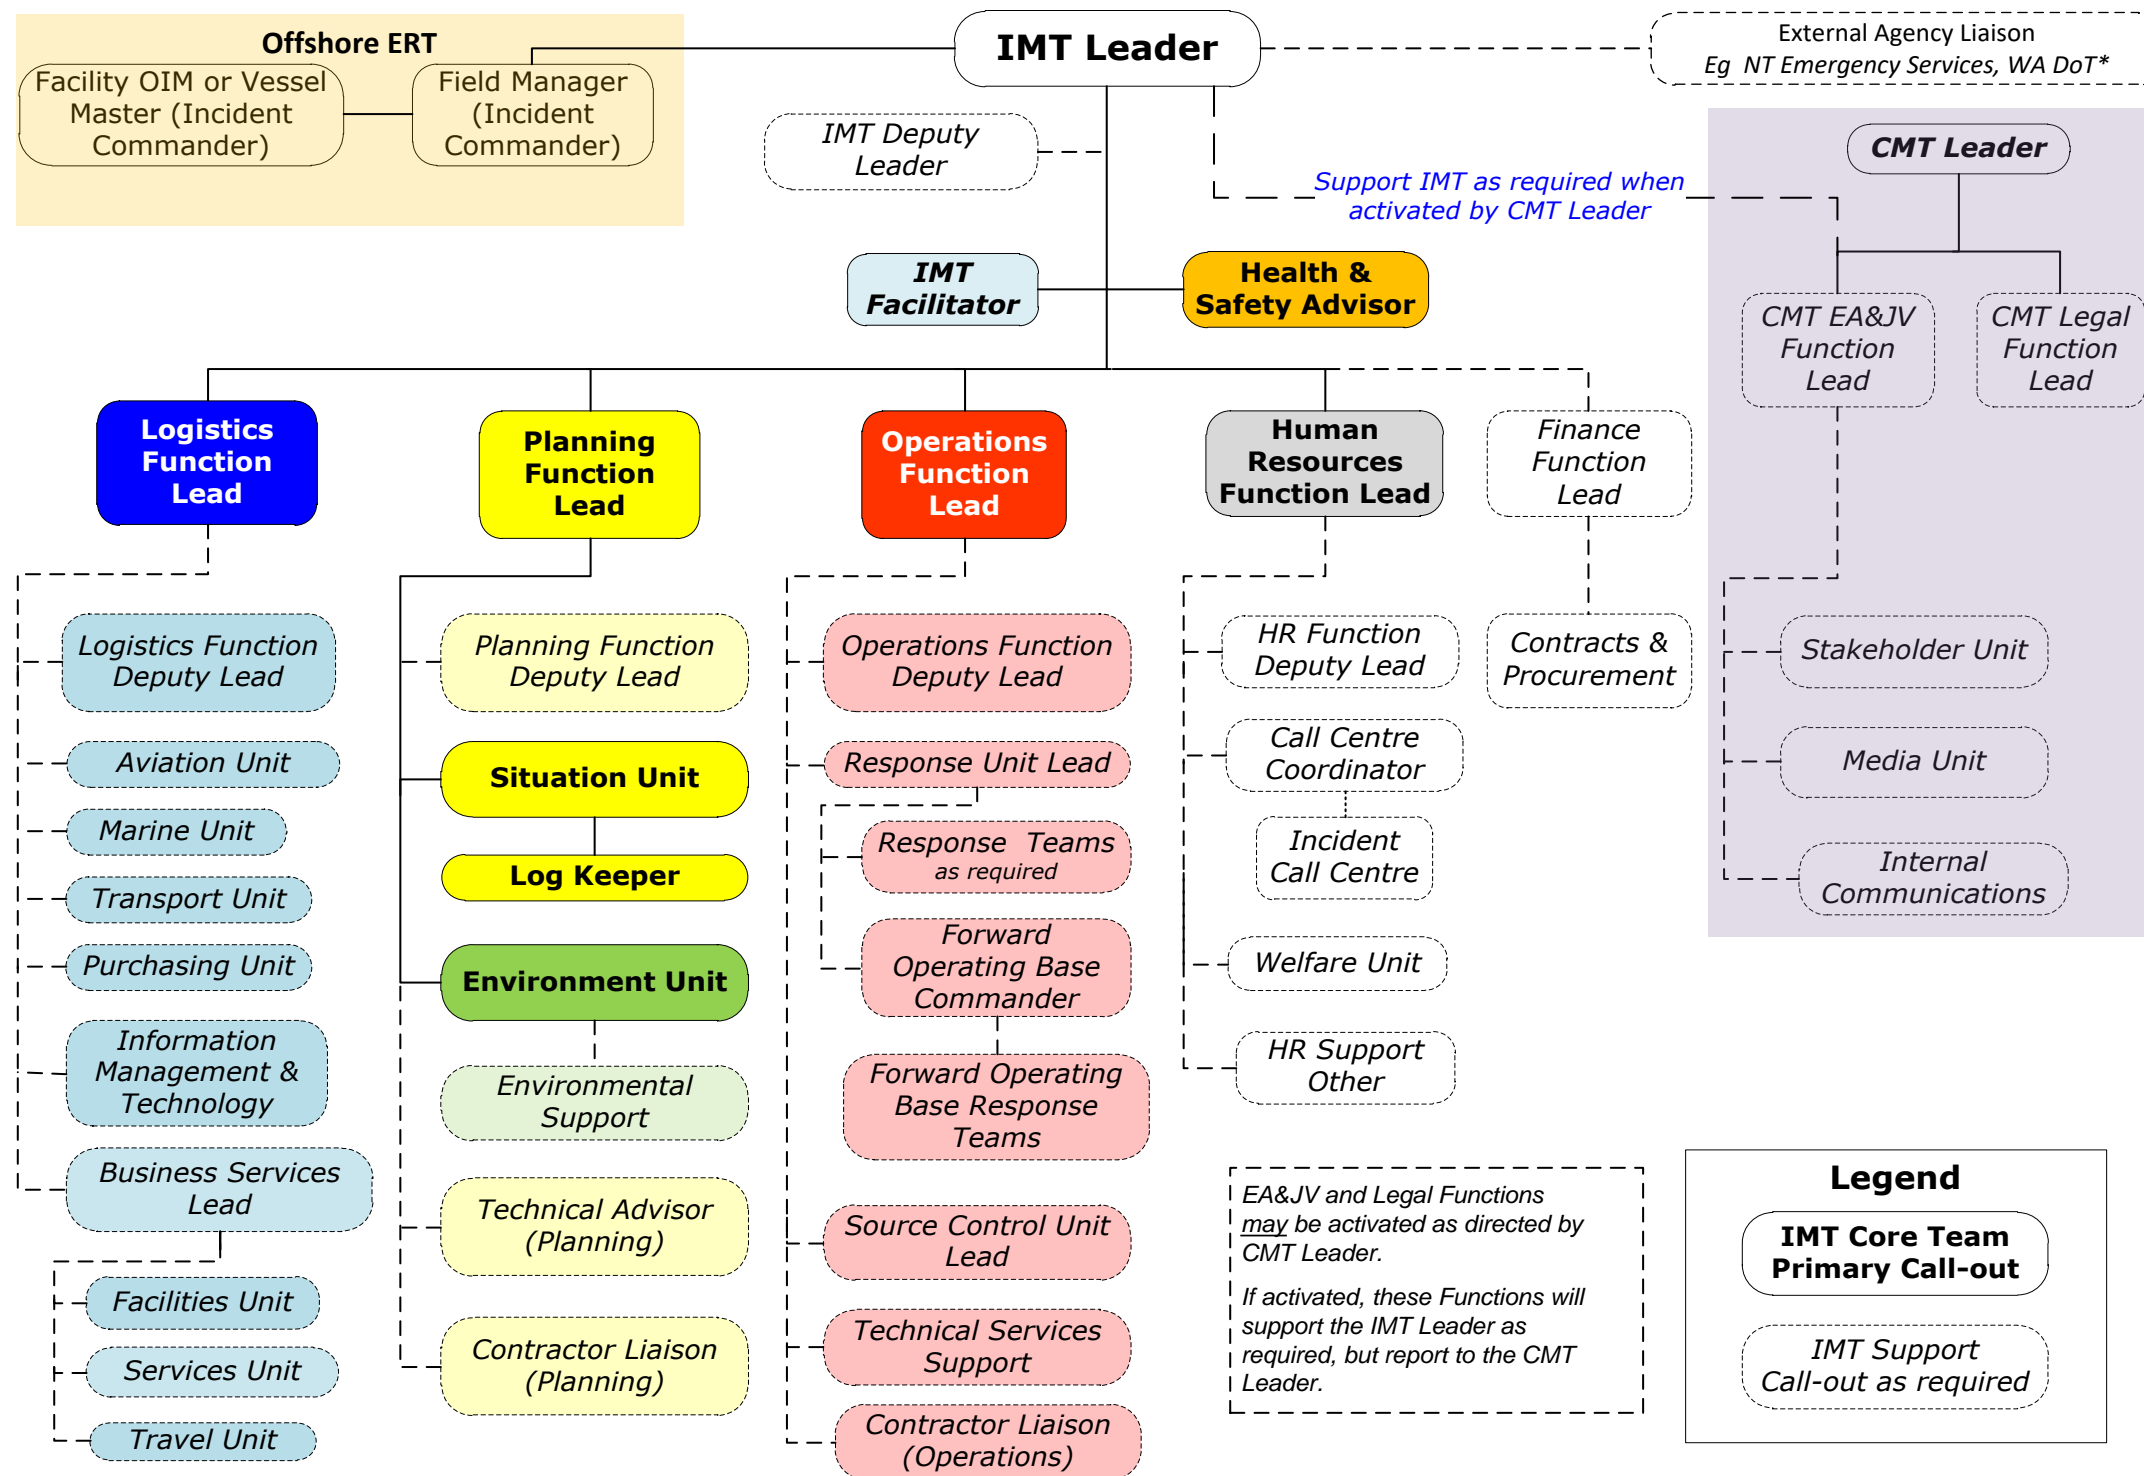 Offshore ERT
Facility OIM or Vessel
Master (Incident
Commander)
Field Manager
(Incident
Commander)
IMT Leader
External Agency Liaison
Eg NT Emergency Services, WA DoT*
IMT Deputy
Leader
Support IMT as required when
activated by CMT Leader
CMT Leader
IMT
Facilitator
Health &
Safety Advisor
CMT EA&JV
Function
Lead
CMT Legal
Function
Lead
Logistics
Function
Lead
Planning
Function
Lead
Operations
Function
Lead
Human
Resources
Function Lead
Finance
Function
Lead
Logistics Function
Deputy Lead
Aviation Unit
Marine Unit
Transport Unit
Purchasing Unit
Information
Management &
Technology
Business Services
Lead
Facilities Unit
Services Unit
Travel Unit
Planning Function
Deputy Lead
Situation Unit
Log Keeper
Environment Unit
Environmental
Support
Technical Advisor
(Planning)
Contractor Liaison
(Planning)
Operations Function
Deputy Lead
Response Unit Lead
Response Teams
as required
Forward
Operating Base
Commander
Forward Operating
Base Response
Teams
Source Control Unit
Lead
Technical Services
Support
Contractor Liaison
(Operations)
HR Function
Deputy Lead
Call Centre
Coordinator
Incident
Call Centre
Welfare Unit
HR Support
Other
Contracts &
Procurement
Stakeholder Unit
Media Unit
Internal
Communications
EA&JV and Legal Functions
may be activated as directed by
CMT Leader.
If activated, these Functions will
support the IMT Leader as
required, but report to the CMT
Leader.
Legend
IMT Core Team
Primary Call-out
IMT Support
Call-out as required